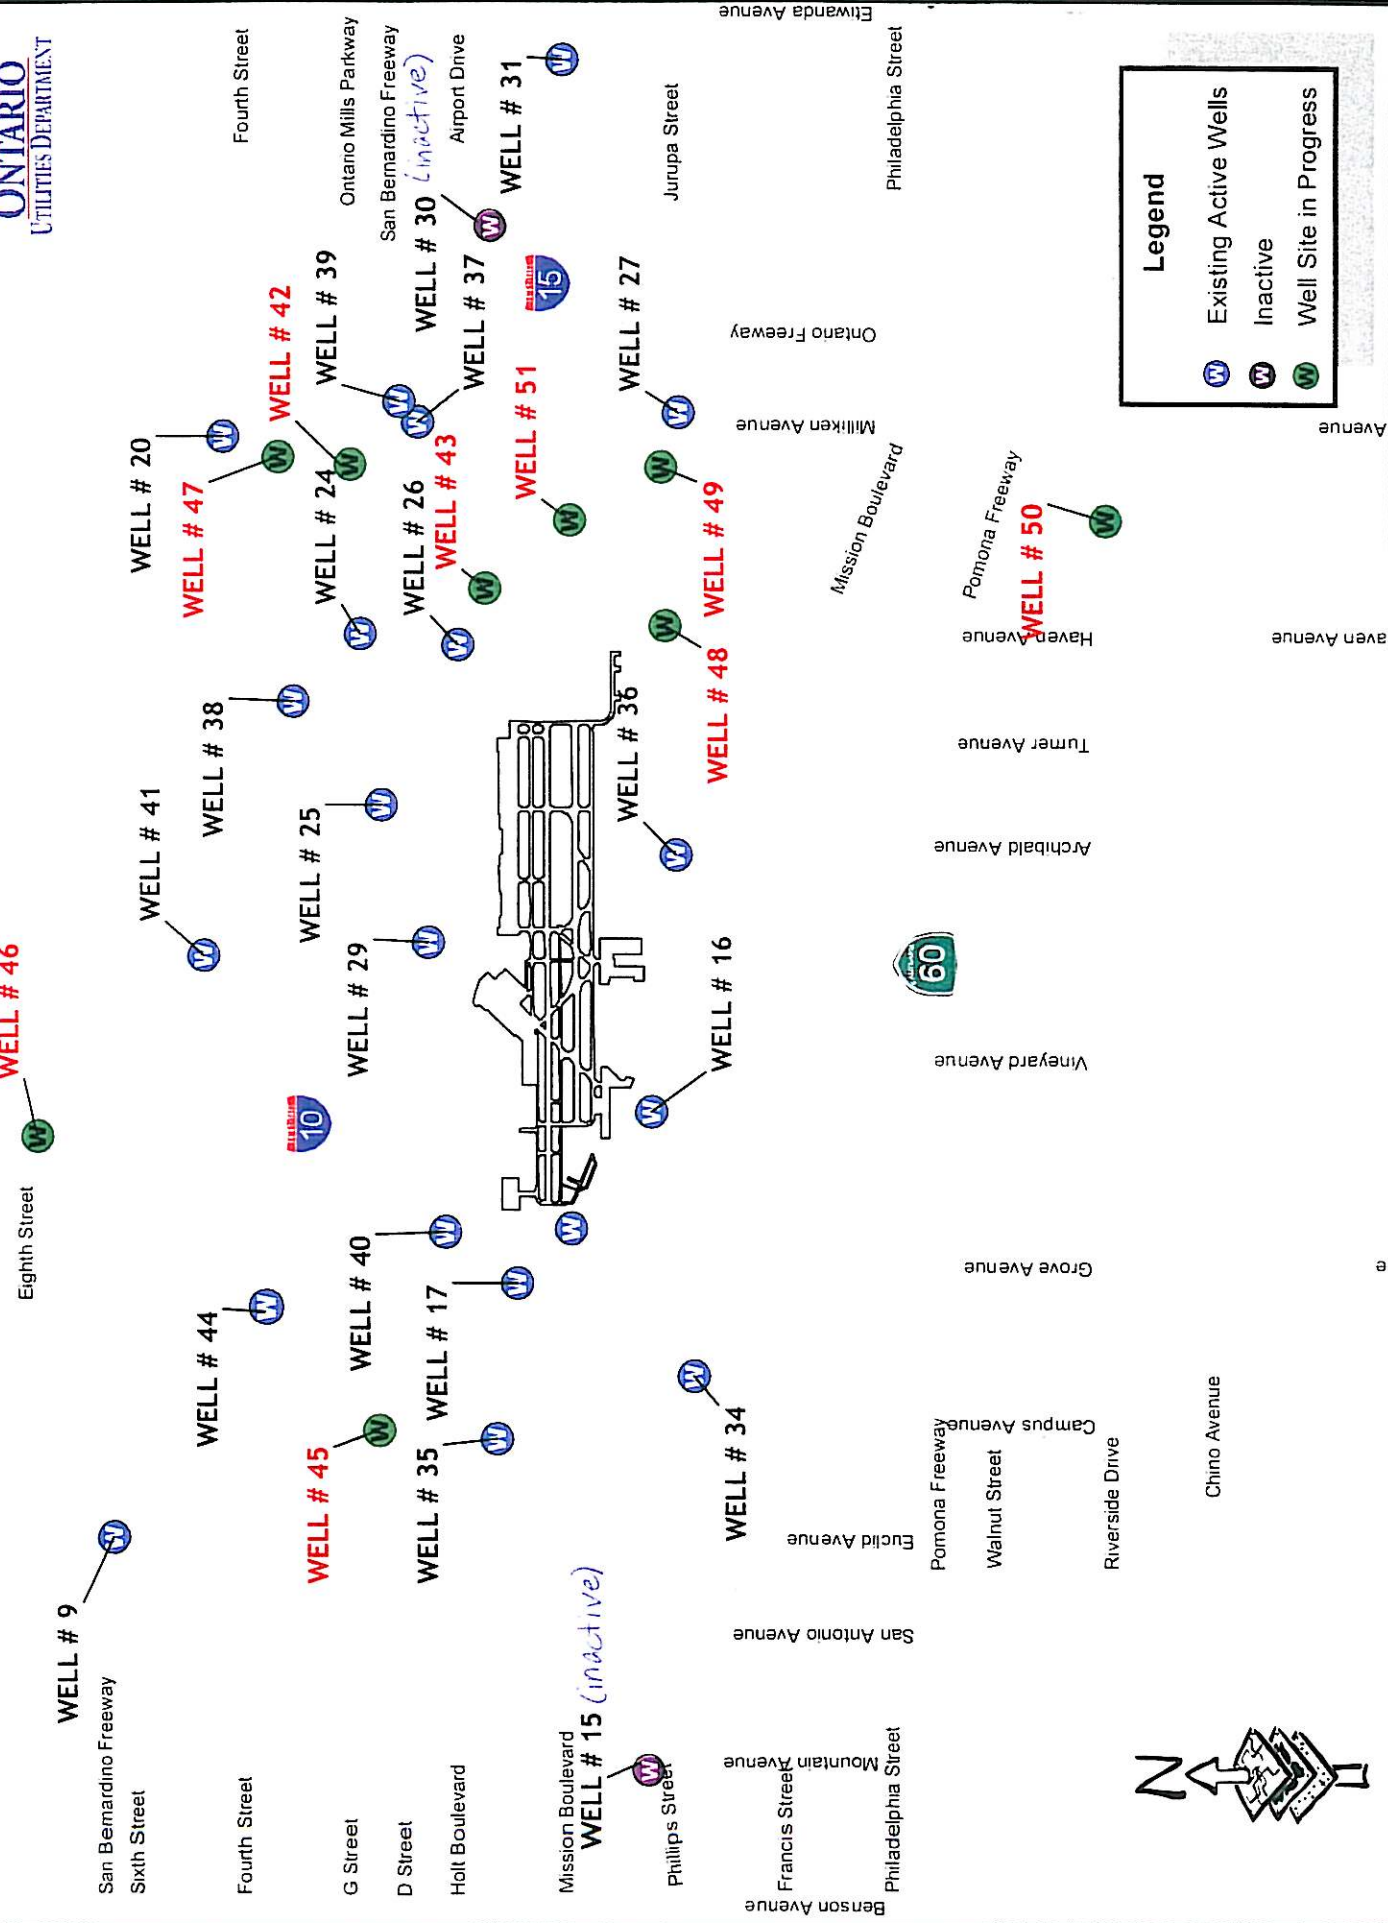 ONTARIO
UTILITIES DEPARTMENT
WELL # 46
Eighth Street
WELL # 9
San Bernardino Freeway
Sixth Street
WELL # 41
WELL # 20
WELL # 47
WELL # 38
WELL # 44
Fourth Street
Fourth Street
WELL # 42
10
WELL # 25
WELL # 24
WELL # 39
WELL # 45
G Street
Ontario Mills Parkway
WELL # 40
WELL # 29
San Bernardino Freeway
D Street
WELL # 26
WELL # 30 (inactive)
WELL # 35
WELL # 17
WELL # 43
Holt Boulevard
Airport Drive
WELL # 37
WELL # 31
WELL # 51
15
Mission Boulevard
WELL # 15 (inactive)
WELL # 36
WELL # 27
Phillips Street
Jurupa Street
WELL # 34
WELL # 16
WELL # 48
WELL # 49
Etiwanda Avenue
Ontario Freeway
Milliken Avenue
Mission Boulevard
Francis Street
Mountain Avenue
San Antonio Avenue
Euclid Avenue
Benson Avenue
Philadelphia Street
Philadelphia Street
60
Pomona Freeway
Pomona Freeway
Walnut Street
Campus Avenue
Grove Avenue
Vineyard Avenue
Archibald Avenue
Turner Avenue
Haven Avenue
WELL # 50
Riverside Drive
Chino Avenue
aven Avenue
Avenue
e
N
Legend
W Existing Active Wells
W Inactive
W Well Site in Progress